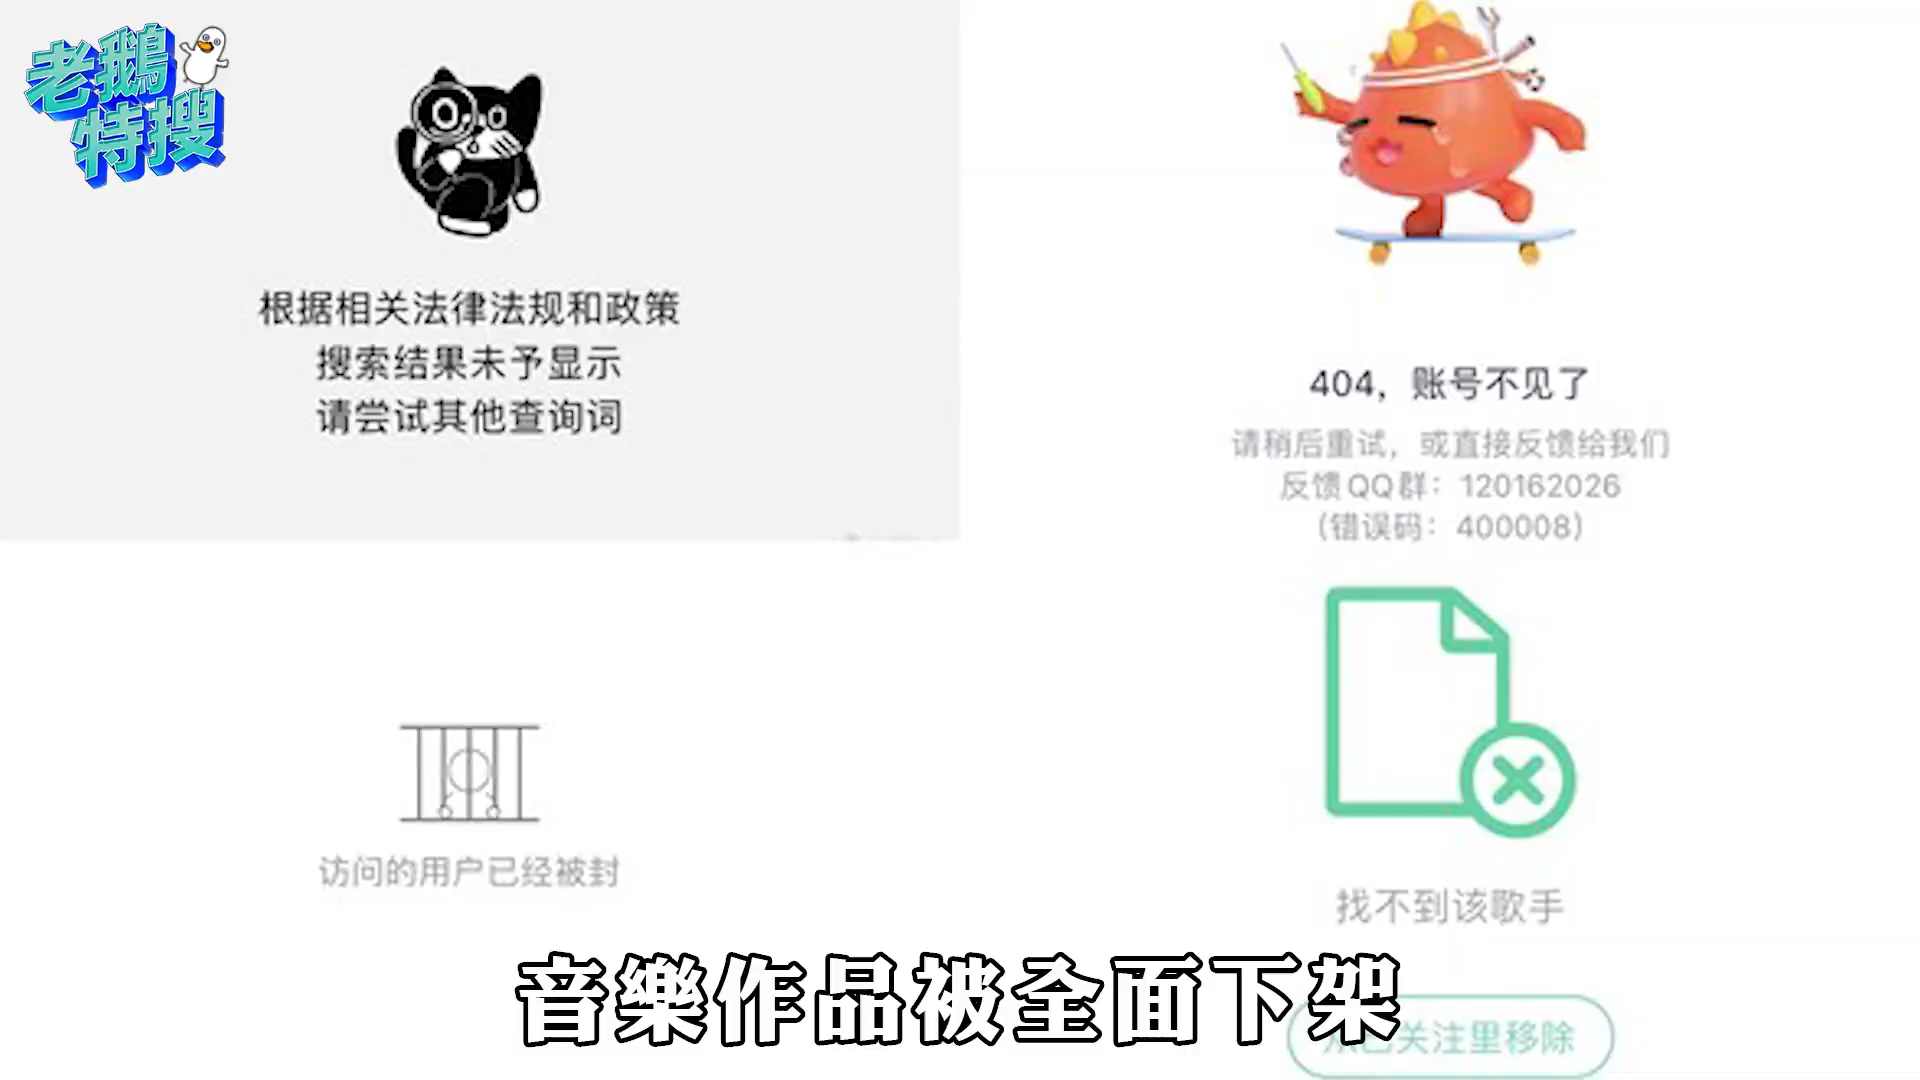 老鵝
特搜
根据相关法律法规和政策
搜索结果未予显示
请尝试其他查询词
404，账号不见了
请稍后重试，或直接反馈给我们
反馈QQ群：120162026
（错误码：400008）
访问的用户已经被封
找不到该歌手
音樂作品被全面下架
从已关注里移除